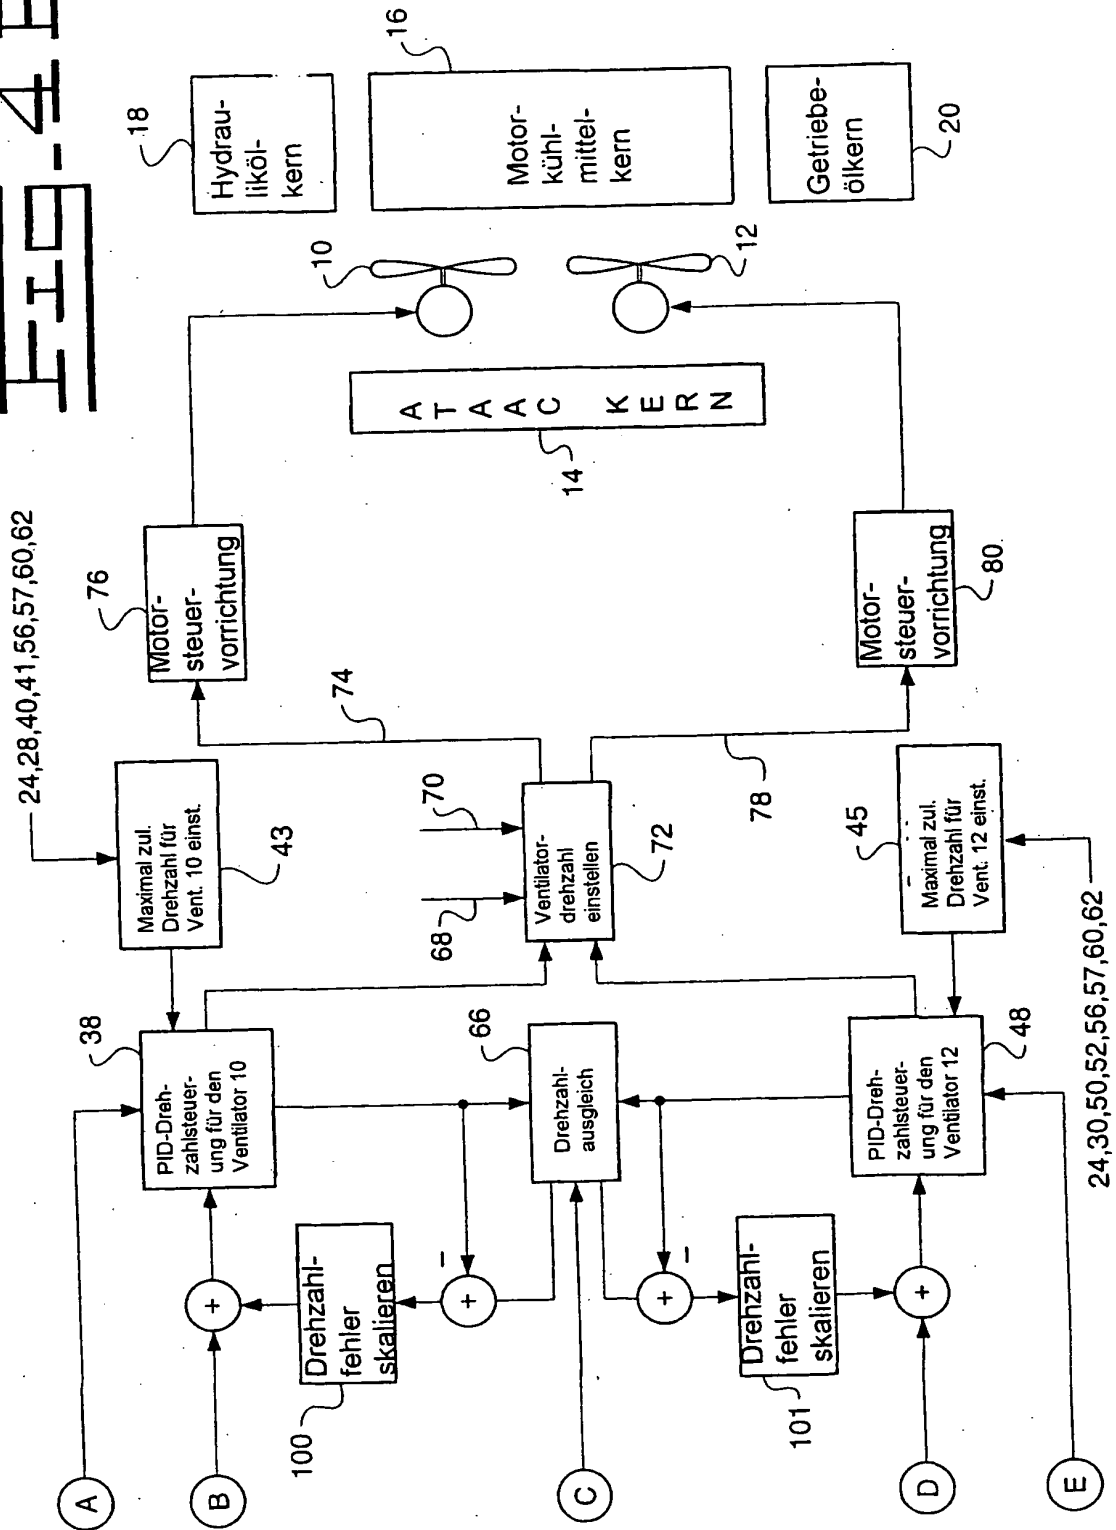 Fig-4B
A
B
C
D
E
24,28,40,41,56,57,60,62
Maximal zul.
Drehzahl für
Vent. 10 einst.
43
38
PID-Dreh-
zahlsteuer-
ung für den
Ventilator 10
100
Drehzahl-
fehler
skalieren
+
+
−
66
Drehzahl-
ausgleich
68
70
Ventilator-
drehzahl
einstellen
72
74
76
Motor-
steuer-
vorrichtung
78
80
Motor-
steuer-
vorrichtung
101
Drehzahl-
fehler
skalieren
+
+
−
48
PID-Dreh-
zahlsteuer-
ung für den
Ventilator 12
45
Maximal zul.
Drehzahl für
Vent. 12 einst.
24,30,50,52,56,57,60,62
14
ATAAC KERN
10
12
18
Hydrau-
liköl-
kern
16
Motor-
kühl-
mittel-
kern
20
Getriebe-
ölkern